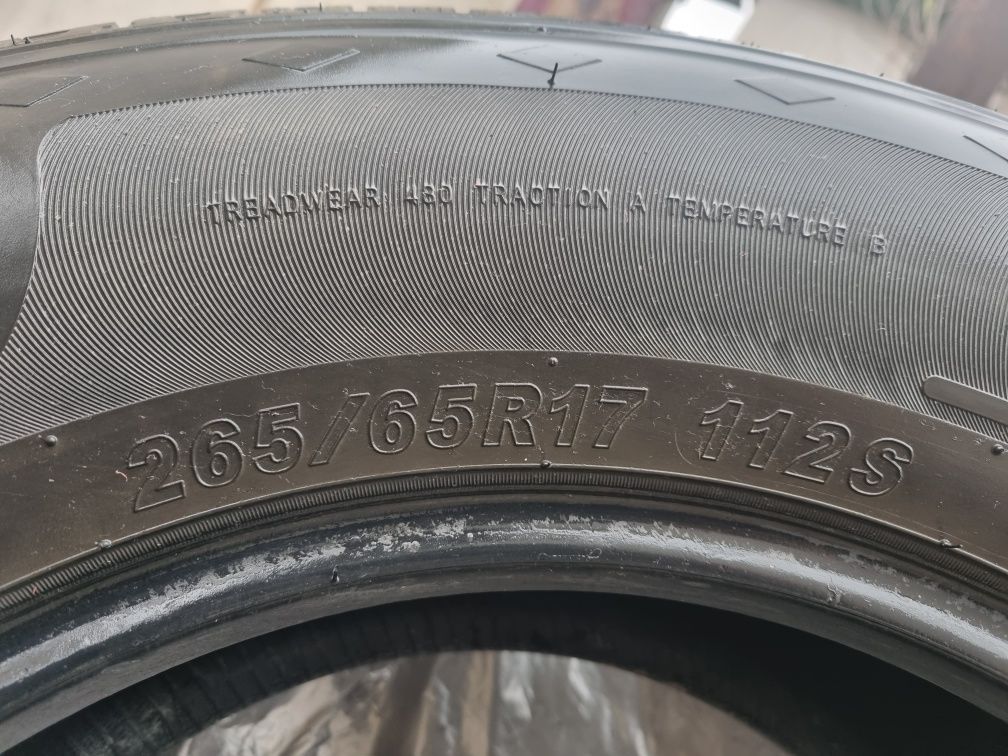 TREADWEAR 480 TRACTION A TEMPERATURE B
265/65R17 112S